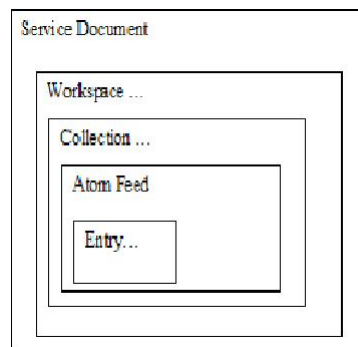 Service Document
Workspace ...
Collection ...
Atom Feed
Entry...